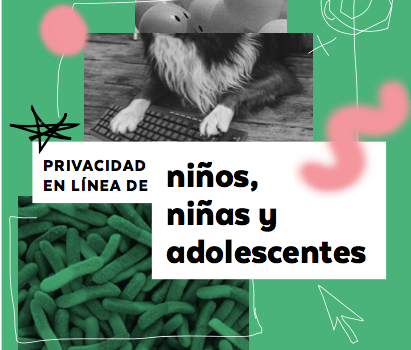 PRIVACIDAD
EN LÍNEA DE
niños,
niñas y
adolescentes